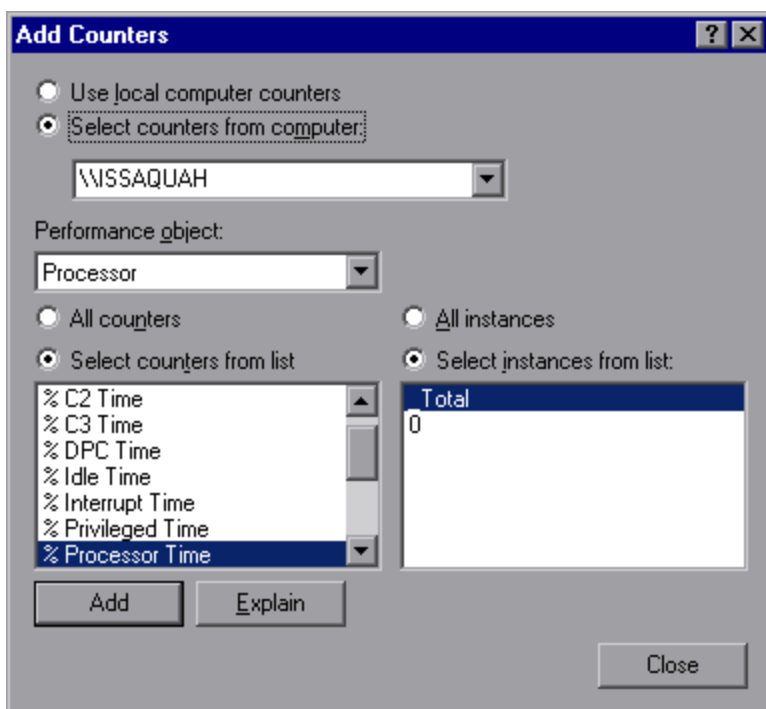 Add Counters
Use local computer counters
Select counters from computer:
\\ISSAQUAH
Performance object:
Processor
All counters
All instances
Select counters from list
Select instances from list:
% C2 Time
% C3 Time
% DPC Time
% Idle Time
% Interrupt Time
% Privileged Time
% Processor Time
_Total
0
Add
Explain
Close